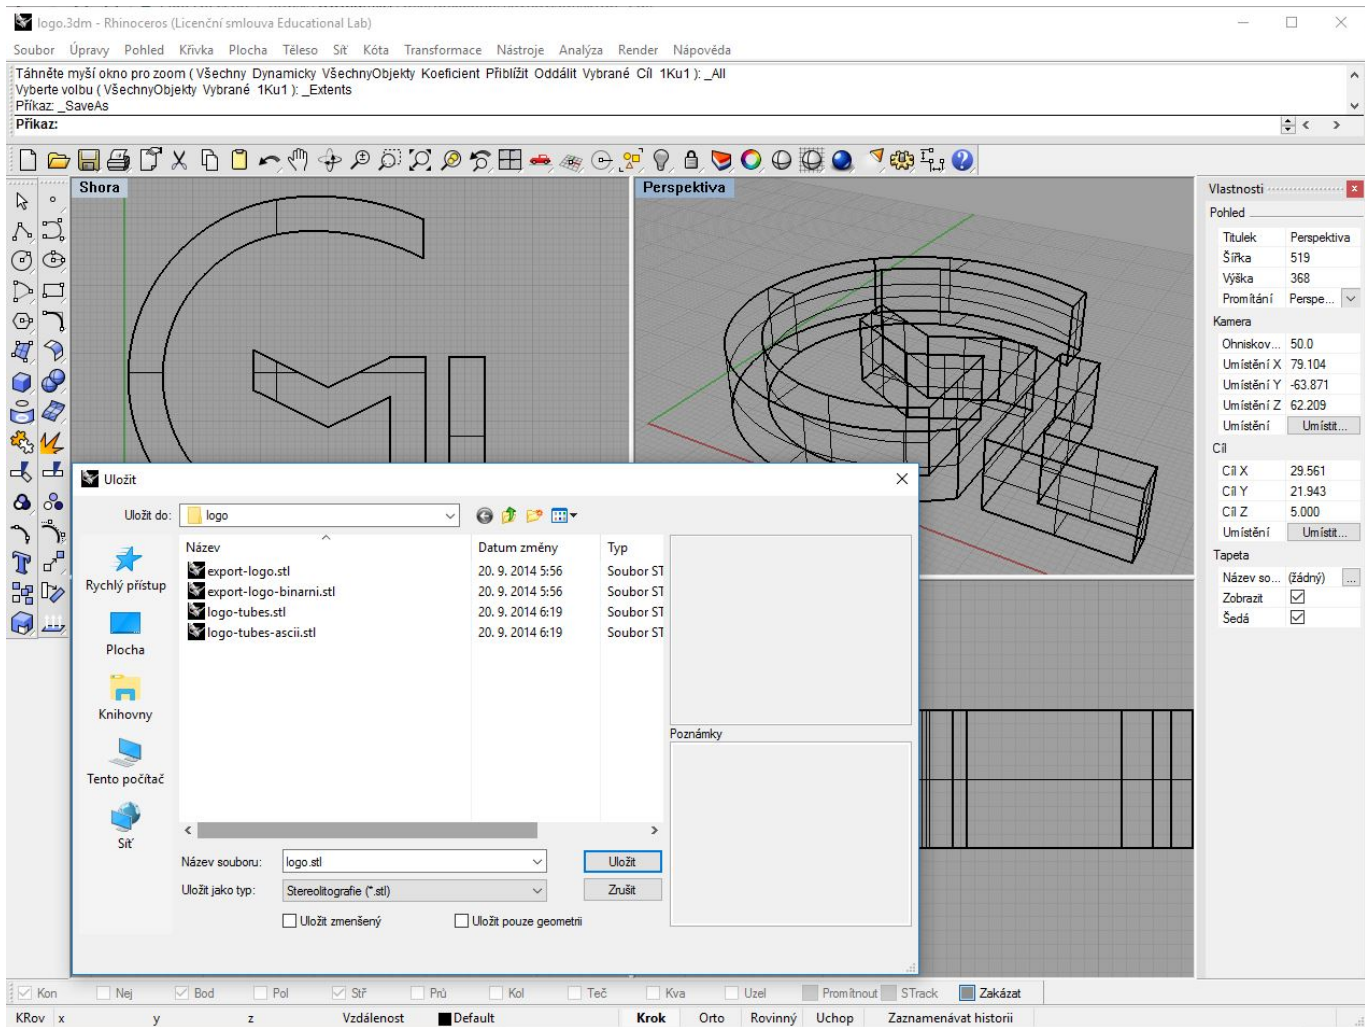 logo.3dm - Rhinoceros (Licenční smlouva Educational Lab)
Soubor Úpravy Pohled Křivka Plocha Těleso Síť Kóta Transformace Nástroje Analýza Render Nápověda
Táhněte myší okno pro zoom ( Všechny Dynamicky VšechnyObjekty Koeficient Přiblížit Oddálit Vybrané Cíl 1Ku1 ): _All
Vyberte volbu ( VšechnyObjekty Vybrané 1Ku1 ): _Extents
Příkaz: _SaveAs
Příkaz:
Shora
Perspektiva
Vlastnosti
Pohled
Titulek Perspektiva
Šířka 519
Výška 368
Promítání Perspe...
Kamera
Ohniskov... 50.0
Umístění X 79.104
Umístění Y -63.871
Umístění Z 62.209
Umístění Umístit...
Cíl
Cíl X 29.561
Cíl Y 21.943
Cíl Z 5.000
Umístění Umístit...
Tapeta
Název so... (žádný) ...
Zobrazit
Šedá
Uložit
Uložit do: logo
Rychlý přístup
Plocha
Knihovny
Tento počítač
Síť
Název Datum změny Typ
export-logo.stl 20. 9. 2014 5:56 Soubor ST
export-logo-binarni.stl 20. 9. 2014 5:56 Soubor ST
logo-tubes.stl 20. 9. 2014 6:19 Soubor ST
logo-tubes-ascii.stl 20. 9. 2014 6:19 Soubor ST
Poznámky
Název souboru: logo.stl Uložit
Uložit jako typ: Stereolitografie (*.stl) Zrušit
Uložit zmenšený Uložit pouze geometrii
Kon Nej Bod Pol Stř Prů Kol Teč Kva Uzel Promítnout STrack Zakázat
KRov x y z Vzdálenost Default Krok Orto Rovinný Uchop Zaznamenávat historii